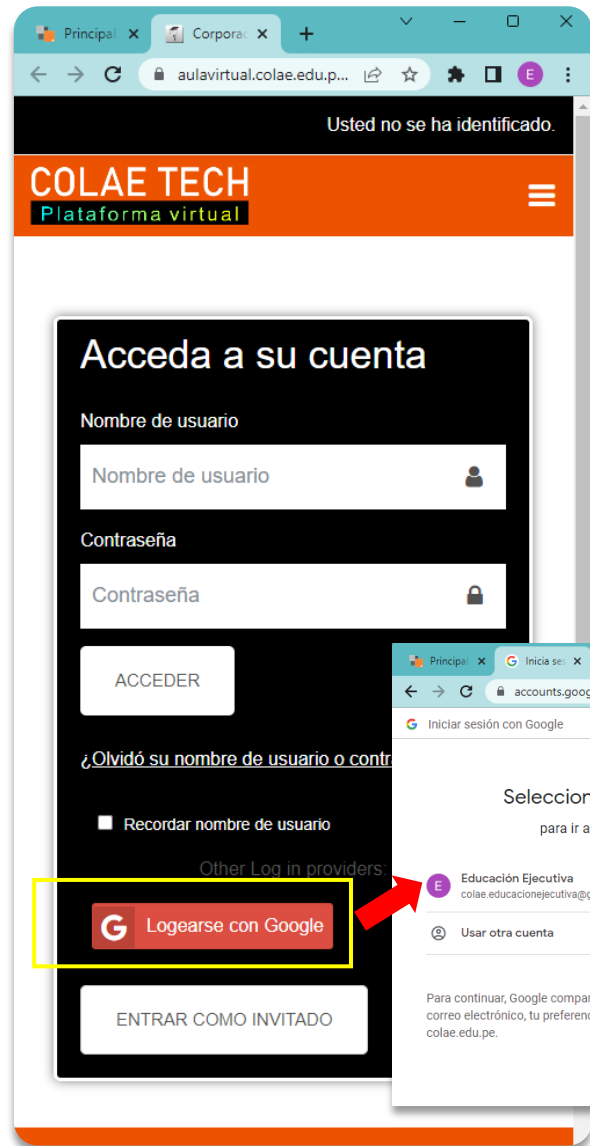 Principal
Corporac
aulavirtual.colae.edu.p...
E
Usted no se ha identificado.
COLAE TECH
Plataforma virtual
Acceda a su cuenta
Nombre de usuario
Nombre de usuario
Contraseña
Contraseña
ACCEDER
¿Olvidó su nombre de usuario o contr
Recordar nombre de usuario
Other Log in providers:
G Logearse con Google
ENTRAR COMO INVITADO
Principal
G Inicia ses
accounts.goog
G Iniciar sesión con Google
Seleccion
para ir a
E Educación Ejecutiva
colae.educacionejecutiva@g
Usar otra cuenta
Para continuar, Google compar
correo electrónico, tu preferenc
colae.edu.pe.